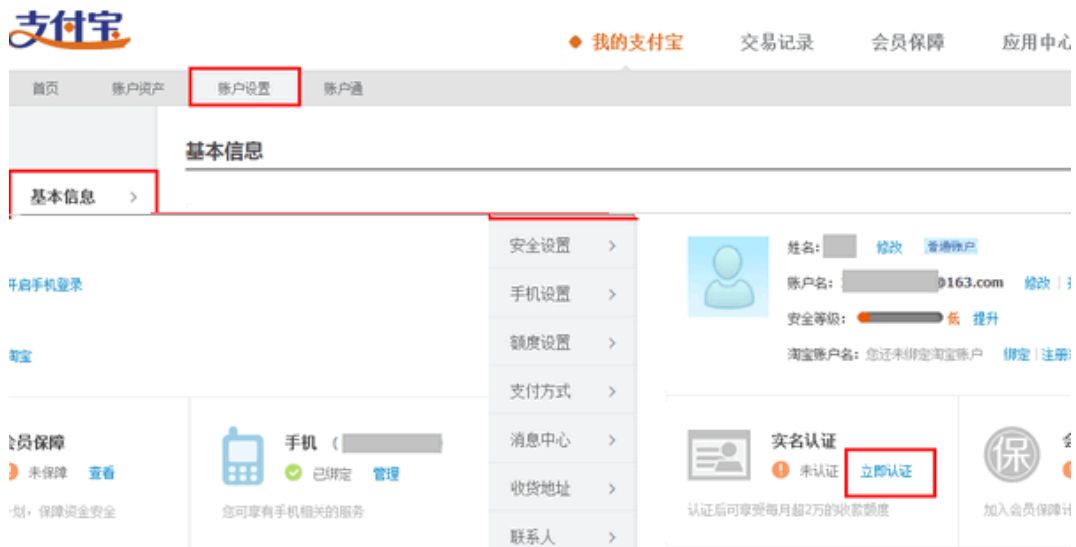 支付宝
我的支付宝 交易记录 会员保障 应用中心
首页 账户资产 账户设置 账户通
基本信息
基本信息 >
开启手机登录
淘宝
会员保障
未保障 查看
划，保障资金安全
手机 (
已绑定 管理
您可享有手机相关的服务
安全设置 >
手机设置 >
额度设置 >
支付方式 >
消息中心 >
收货地址 >
联系人 >
姓名: 修改 普通账户
账户名: @163.com 修改 |
安全等级: 低 提升
淘宝账户名: 您还未绑定淘宝账户 绑定 | 注册
实名认证
未认证 立即认证
认证后可享受每月超2万的收款额度
保
加入会员保障计